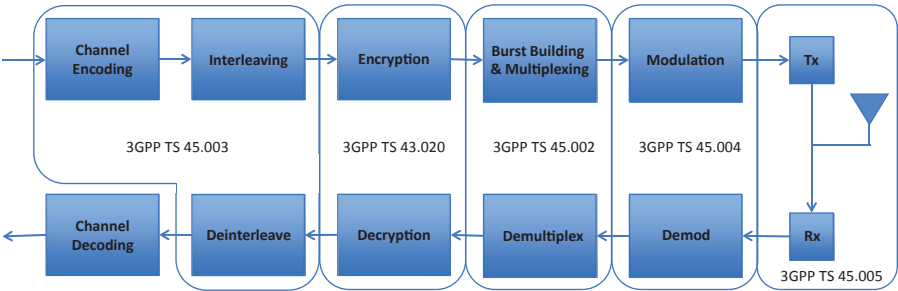 Channel
Encoding
Interleaving
Encryption
Burst Building
& Multiplexing
Modulation
Tx
3GPP TS 45.003
3GPP TS 43.020
3GPP TS 45.002
3GPP TS 45.004
Channel
Decoding
Deinterleave
Decryption
Demultiplex
Demod
Rx
3GPP TS 45.005